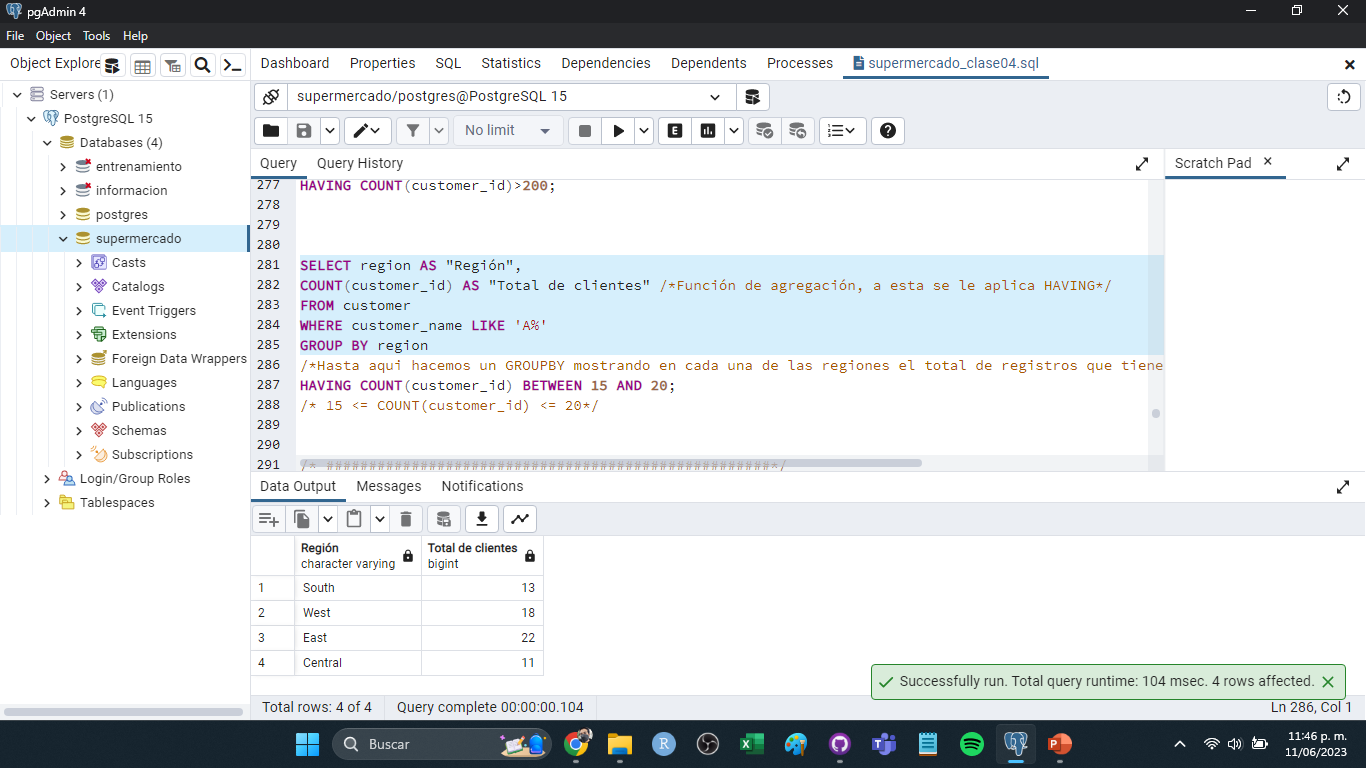 pgAdmin 4
File Object Tools Help
Object Explore
Dashboard Properties SQL Statistics Dependencies Dependents Processes supermercado_clase04.sql
Servers (1)
PostgreSQL 15
Databases (4)
entrenamiento
informacion
postgres
supermercado
Casts
Catalogs
Event Triggers
Extensions
Foreign Data Wrappers
Languages
Publications
Schemas
Subscriptions
Login/Group Roles
Tablespaces
supermercado/postgres@PostgreSQL 15
No limit
E
Query Query History
Scratch Pad
277 HAVING COUNT(customer_id)>200;
278
279
280
281 SELECT region AS "Región",
282 COUNT(customer_id) AS "Total de clientes" /*Función de agregación, a esta se le aplica HAVING*/
283 FROM customer
284 WHERE customer_name LIKE 'A%'
285 GROUP BY region
286 /*Hasta aqui hacemos un GROUPBY mostrando en cada una de las regiones el total de registros que tiene
287 HAVING COUNT(customer_id) BETWEEN 15 AND 20;
288 /* 15 <= COUNT(customer_id) <= 20*/
289
290
291
Data Output Messages Notifications
Región Total de clientes
character varying bigint
1 South 13
2 West 18
3 East 22
4 Central 11
Successfully run. Total query runtime: 104 msec. 4 rows affected.
Total rows: 4 of 4 Query complete 00:00:00.104 Ln 286, Col 1
Buscar
11:46 p. m.
11/06/2023